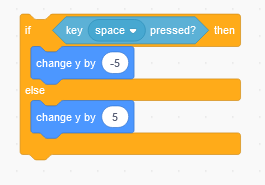 if key space pressed? then
change y by -5
else
change y by 5